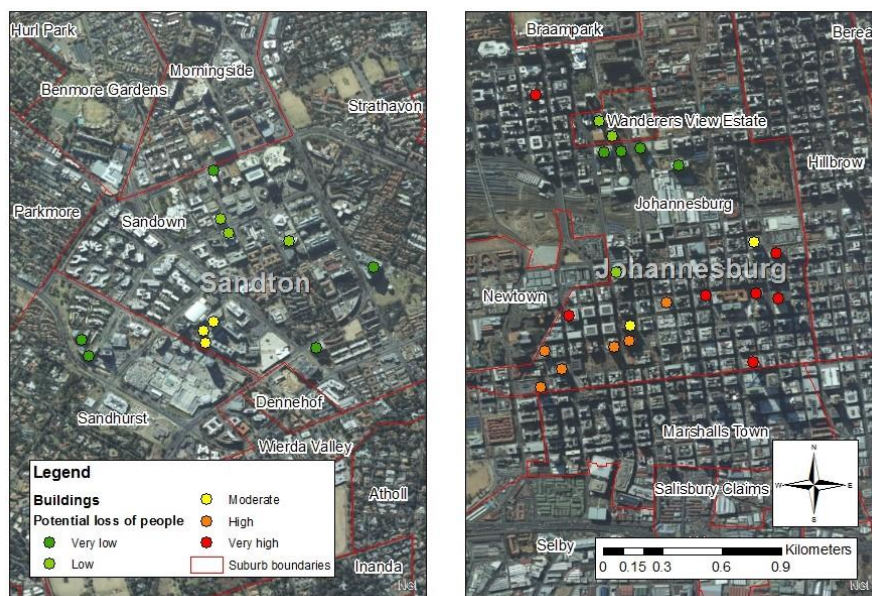 Hurl Park
Morningside
Benmore Gardens
Strathavon
Parkmore
Sandown
Sandton
Sandhurst
Dennehof
Wierda Valley
Atholl
Inanda
Legend
Buildings
Potential loss of people
Very low
Low
Moderate
High
Very high
Suburb boundaries
Braampark
Berea
Wanderers View Estate
Hillbrow
Johannesburg
Johannesburg
Newtown
Marshalls Town
Salisbury Claims
Selby
N
W
E
S
Kilometers
0 0.15 0.3 0.6 0.9